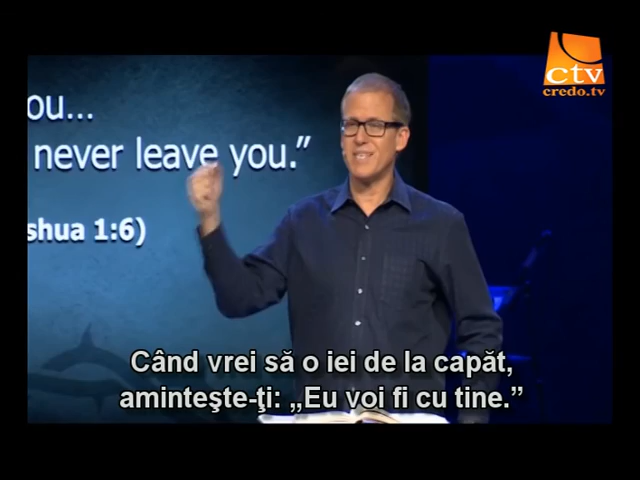 ctv
credo.tv
ou...
never leave you.”
shua 1:6)
Când vrei să o iei de la capăt,
aminteşte-ţi: „Eu voi fi cu tine.”